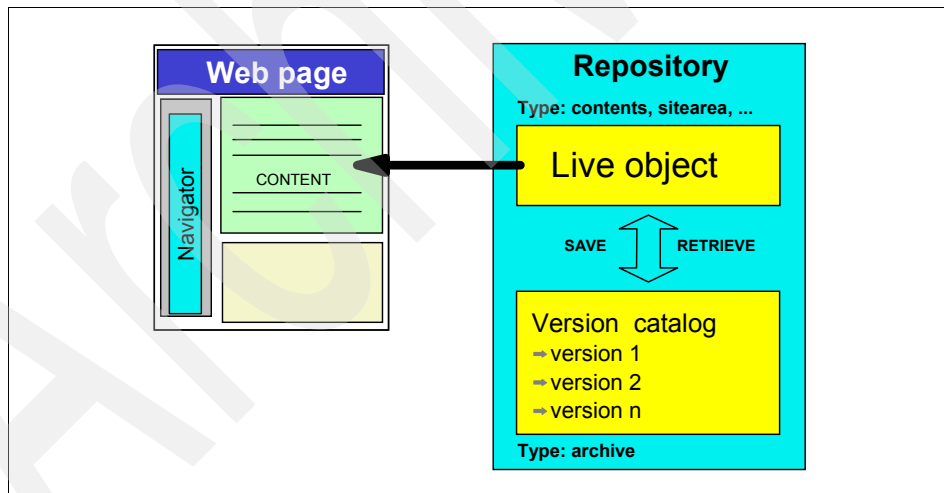 Web page
Navigator
CONTENT
Repository
Type: contents, sitearea, ...
Live object
SAVE RETRIEVE
Version catalog
⇒ version 1
⇒ version 2
⇒ version n
Type: archive